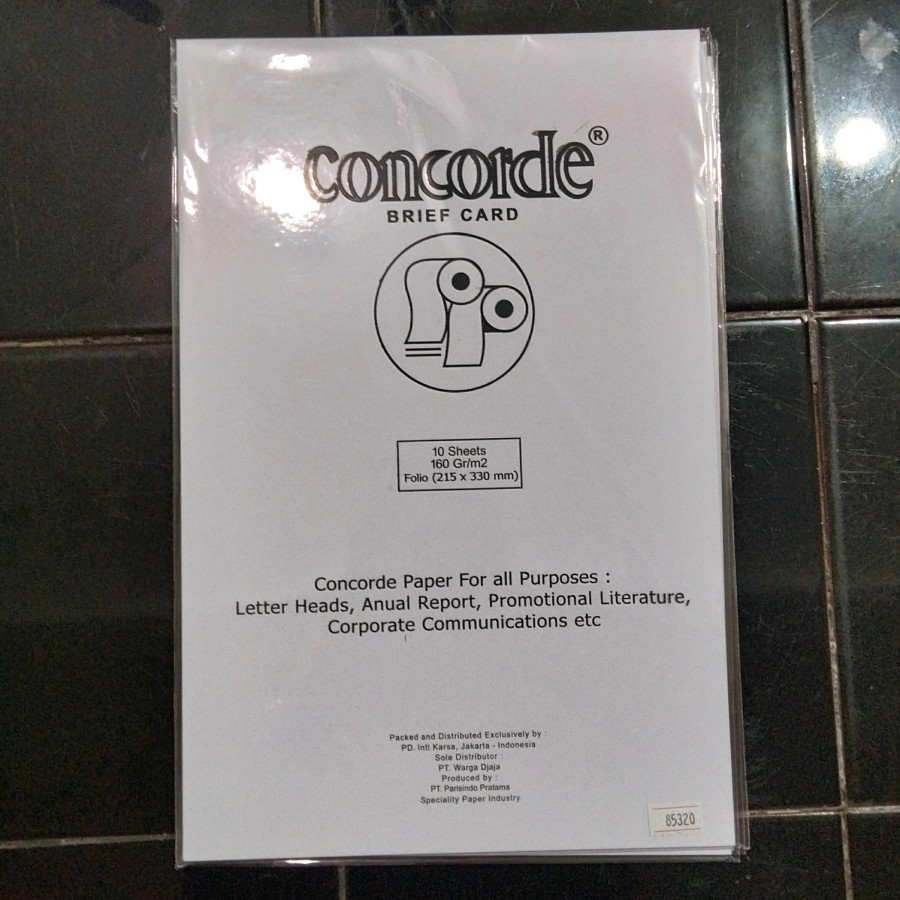 concorde®
BRIEF CARD
10 Sheets
160 Gr/m2
Folio (215 x 330 mm)
Concorde Paper For all Purposes :
Letter Heads, Anual Report, Promotional Literature,
Corporate Communications etc
Packed and Distributed Exclusively by :
PD. Inti Karsa, Jakarta - Indonesia
Sole Distributor :
PT. Warga Djaja
Produced by :
PT. Parisindo Pratama
Speciality Paper Industry
85320